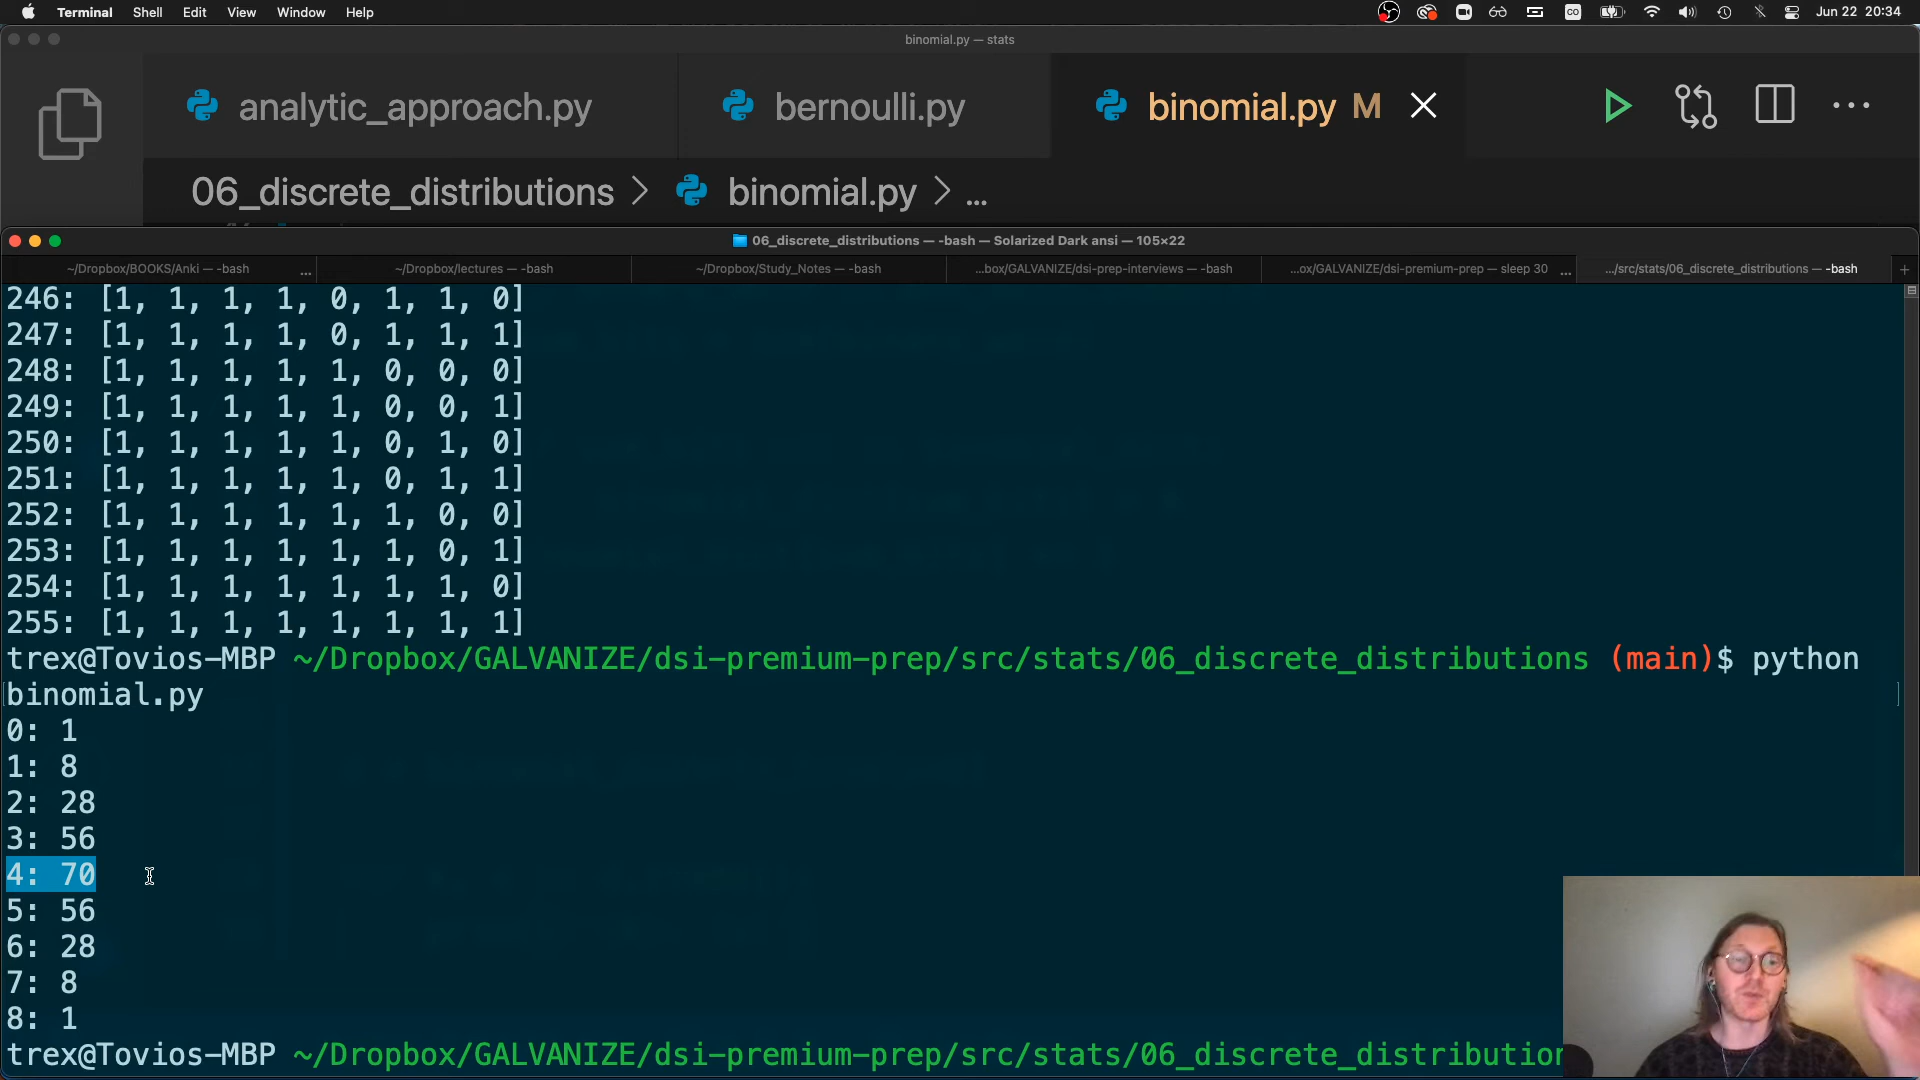 Terminal Shell Edit View Window Help Jun 22 20:34
binomial.py — stats
analytic_approach.py bernoulli.py binomial.py M
06_discrete_distributions > binomial.py > ...
06_discrete_distributions — -bash — Solarized Dark ansi — 105×22
~/Dropbox/BOOKS/Anki — -bash ... ~/Dropbox/lectures — -bash ~/Dropbox/Study_Notes — -bash ...box/GALVANIZE/dsi-prep-interviews — -bash ...ox/GALVANIZE/dsi-premium-prep — sleep 30 ... .../src/stats/06_discrete_distributions — -bash
246: [1, 1, 1, 1, 0, 1, 1, 0]
247: [1, 1, 1, 1, 0, 1, 1, 1]
248: [1, 1, 1, 1, 1, 0, 0, 0]
249: [1, 1, 1, 1, 1, 0, 0, 1]
250: [1, 1, 1, 1, 1, 0, 1, 0]
251: [1, 1, 1, 1, 1, 0, 1, 1]
252: [1, 1, 1, 1, 1, 1, 0, 0]
253: [1, 1, 1, 1, 1, 1, 0, 1]
254: [1, 1, 1, 1, 1, 1, 1, 0]
255: [1, 1, 1, 1, 1, 1, 1, 1]
trex@Tovios-MBP ~/Dropbox/GALVANIZE/dsi-premium-prep/src/stats/06_discrete_distributions (main)$ python
binomial.py
0: 1
1: 8
2: 28
3: 56
4: 70
5: 56
6: 28
7: 8
8: 1
trex@Tovios-MBP ~/Dropbox/GALVANIZE/dsi-premium-prep/src/stats/06_discrete_distribution